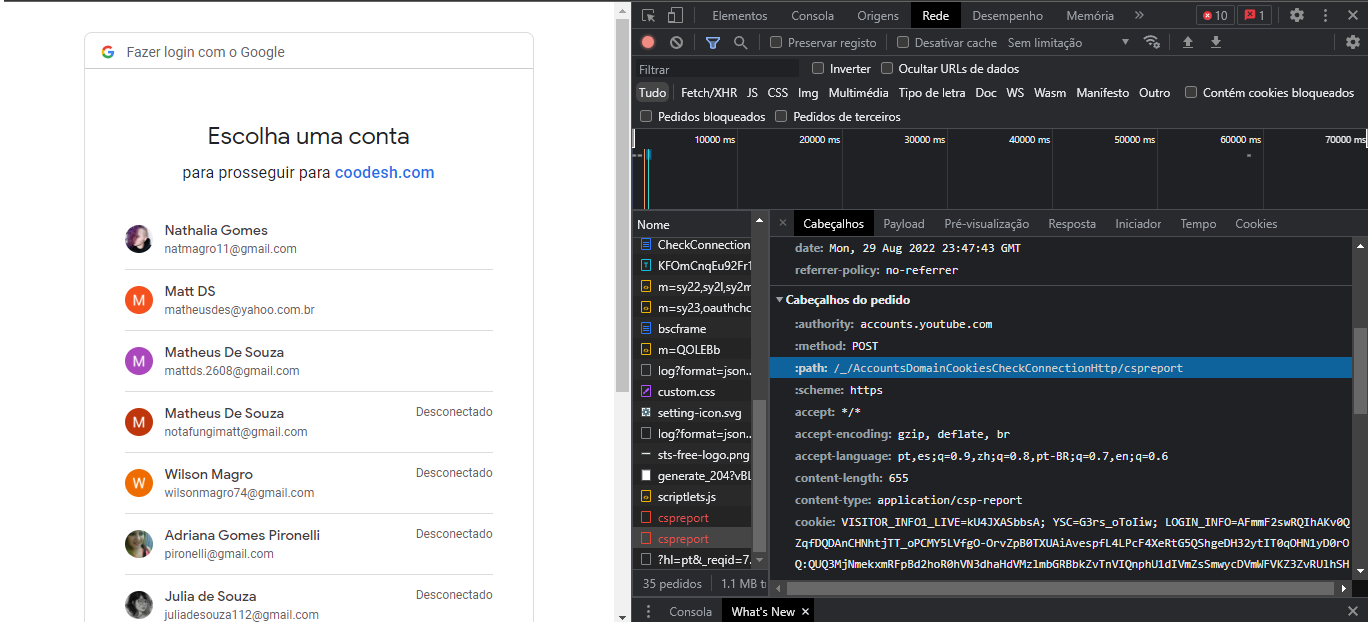 Fazer login com o Google
Escolha uma conta
para prosseguir para coodesh.com
Nathalia Gomes
natmagro11@gmail.com
Matt DS
matheusdes@yahoo.com.br
Matheus De Souza
mattds.2608@gmail.com
Matheus De Souza
Desconectado
notafungimatt@gmail.com
Wilson Magro
Desconectado
wilsonmagro74@gmail.com
Adriana Gomes Pironelli
Desconectado
pironelli@gmail.com
Julia de Souza
Desconectado
juliadesouza112@gmail.com
M
M
M
W
Elementos Consola Origens Rede Desempenho Memória 10 1
Preservar registo Desativar cache Sem limitação
Filtrar Inverter Ocultar URLs de dados
Tudo Fetch/XHR JS CSS Img Multimédia Tipo de letra Doc WS Wasm Manifesto Outro Contém cookies bloqueados
Pedidos bloqueados Pedidos de terceiros
10000 ms 20000 ms 30000 ms 40000 ms 50000 ms 60000 ms 70000 ms
Nome
CheckConnection
KFOmCnqEu92Fr1
m=sy22,sy2l,sy2m
m=sy23,oauthchc
bscframe
m=QOLEBb
log?format=json...
custom.css
setting-icon.svg
log?format=json...
sts-free-logo.png
generate_204?vBL
scriptlets.js
cspreport
cspreport
?hl=pt&_reqid=7.
35 pedidos 1.1 MB t
Cabeçalhos Payload Pré-visualização Resposta Iniciador Tempo Cookies
date: Mon, 29 Aug 2022 23:47:43 GMT
referrer-policy: no-referrer
Cabeçalhos do pedido
:authority: accounts.youtube.com
:method: POST
:path: /_/AccountsDomainCookiesCheckConnectionHttp/cspreport
:scheme: https
accept: */*
accept-encoding: gzip, deflate, br
accept-language: pt,es;q=0.9,zh;q=0.8,pt-BR;q=0.7,en;q=0.6
content-length: 655
content-type: application/csp-report
cookie: VISITOR_INFO1_LIVE=kU4JXASbbsA; YSC=G3rs_oToIiw; LOGIN_INFO=AFmmF2swRQIhAKv0Q
ZqfDQDAnCHNhtjTT_oPCMY5LVfgO-OrvZpB0TXUAiAvespfL4LPcF4XeRtG5QShgeDH32ytIT0qOHN1yD0rO
Q:QUQ3MjNmekxmRFpBd2hoR0hVN3dhaHdVMzlmbGRBbkZvTnVIQnphU1dIVmZsSmwycDVmWFVKZ3ZvRUlhSH
Consola What's New